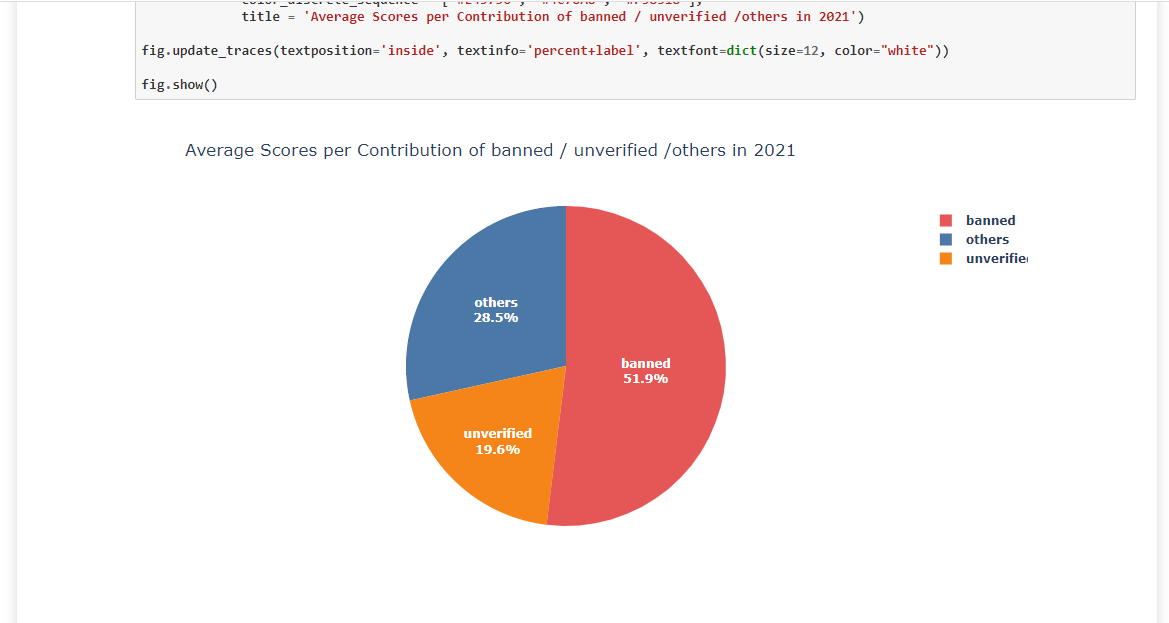 title = 'Average Scores per Contribution of banned / unverified /others in 2021')
fig.update_traces(textposition='inside', textinfo='percent+label', textfont=dict(size=12, color="white"))
fig.show()
Average Scores per Contribution of banned / unverified /others in 2021
banned
others
unverifie
others
28.5%
banned
51.9%
unverified
19.6%